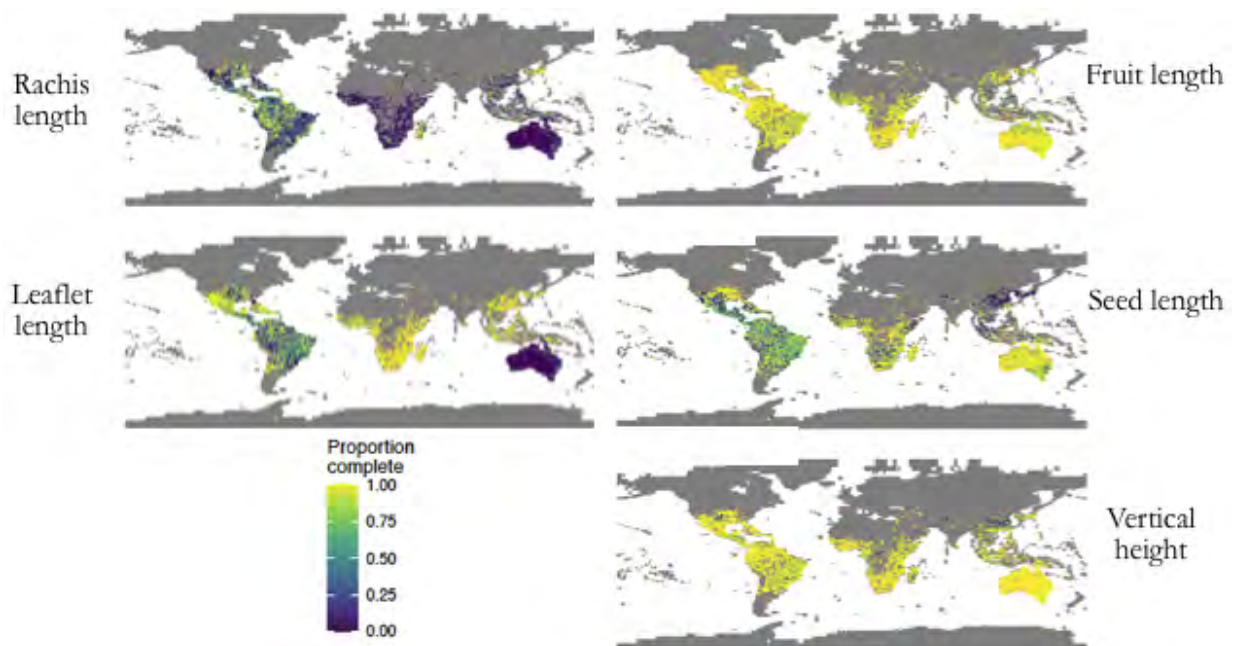 Rachis
length
Fruit length
Leaflet
length
Seed length
Proportion
complete
1.00
0.75
0.50
0.25
0.00
Vertical
height